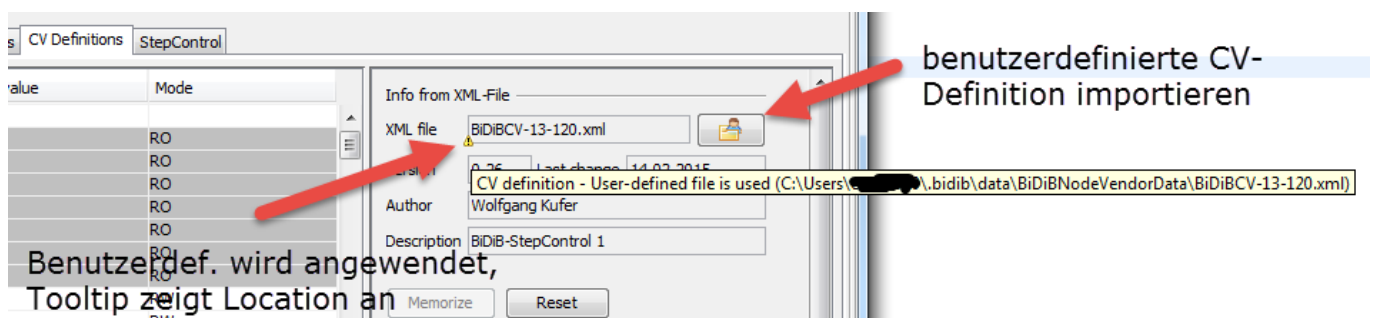 s CV Definitions StepControl
value Mode
RO
RO
RO
RO
RO
RO
RO
Info from XML-File
XML file BiDiBCV-13-120.xml
0-26 Last change 14.02.2015
CV definition - User-defined file is used (C:\Users\ \.bidib\data\BiDiBNodeVendorData\BiDiBCV-13-120.xml)
Author Wolfgang Kufer
Description BiDiB-StepControl 1
Memorize Reset
benutzerdefinierte CV-
Definition importieren
Benutzerdef. wird angewendet,
Tooltip zeigt Location an